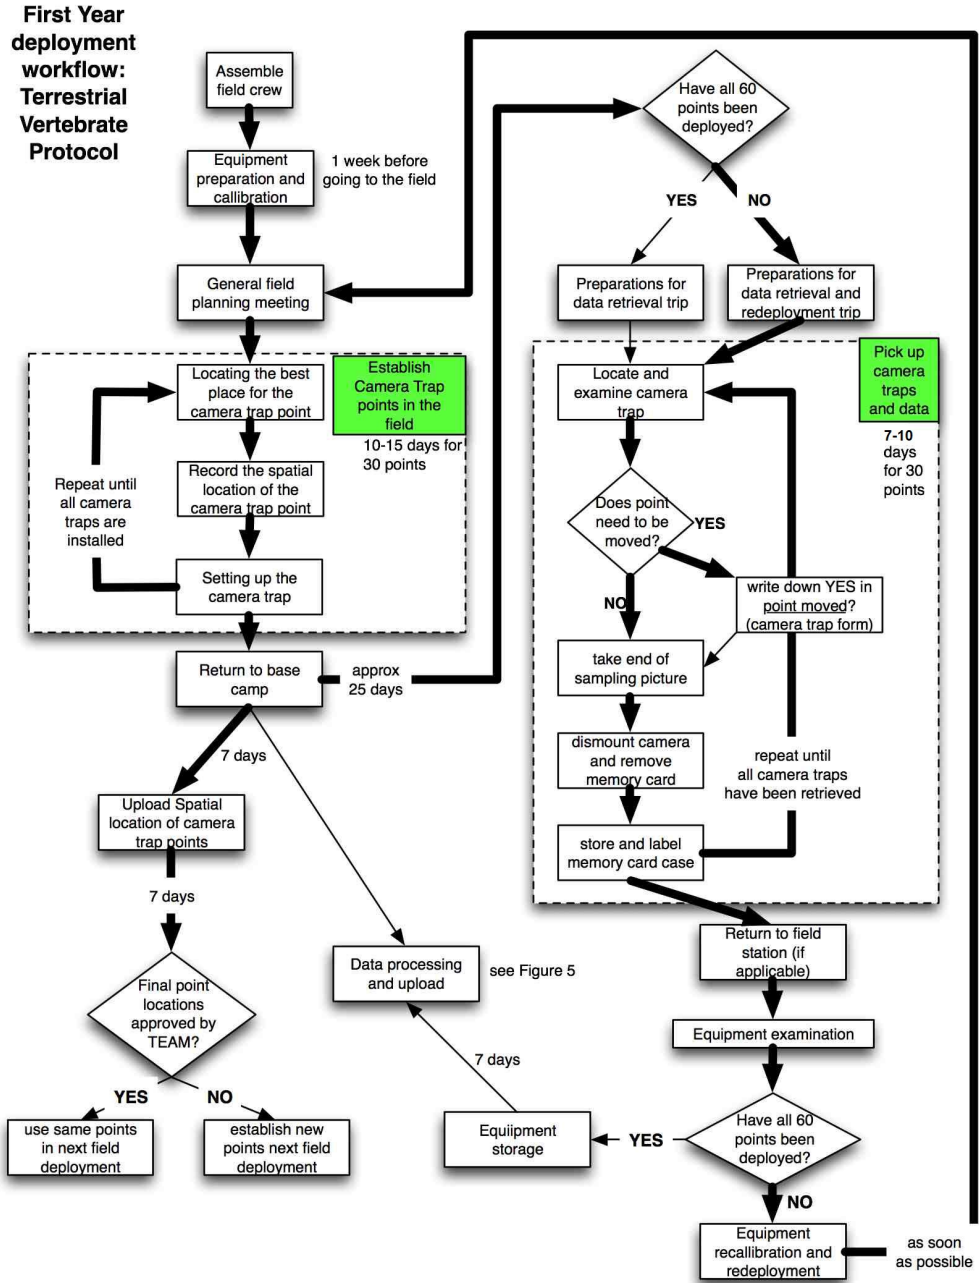 First Year
deployment
workflow:
Terrestrial
Vertebrate
Protocol
Assemble
field crew
Equipment
preparation and
callibration
1 week before
going to the field
General field
planning meeting
Establish
Camera Trap
points in the
field
10-15 days for
30 points
Locating the best
place for the
camera trap point
Record the spatial
location of the
camera trap point
Setting up the
camera trap
Repeat until
all camera
traps are
installed
Return to base
camp
approx
25 days
7 days
Upload Spatial
location of camera
trap points
7 days
Final point
locations
approved by
TEAM?
YES
NO
use same points
in next field
deployment
establish new
points next field
deployment
Have all 60
points been
deployed?
YES
NO
Preparations for
data retrieval trip
Preparations for
data retrieval and
redeployment trip
Pick up
camera
traps
and data
7-10
days
for 30
points
Locate and
examine camera
trap
Does point
need to be
moved?
YES
NO
write down YES in
point moved?
(camera trap form)
take end of
sampling picture
dismount camera
and remove
memory card
store and label
memory card case
repeat until
all camera traps
have been retrieved
Return to field
station (if
applicable)
Equipment examination
Have all 60
points been
deployed?
YES
NO
Equiipment
storage
7 days
Data processing
and upload
see Figure 5
Equipment
recallibration and
redeployment
as soon
as possible